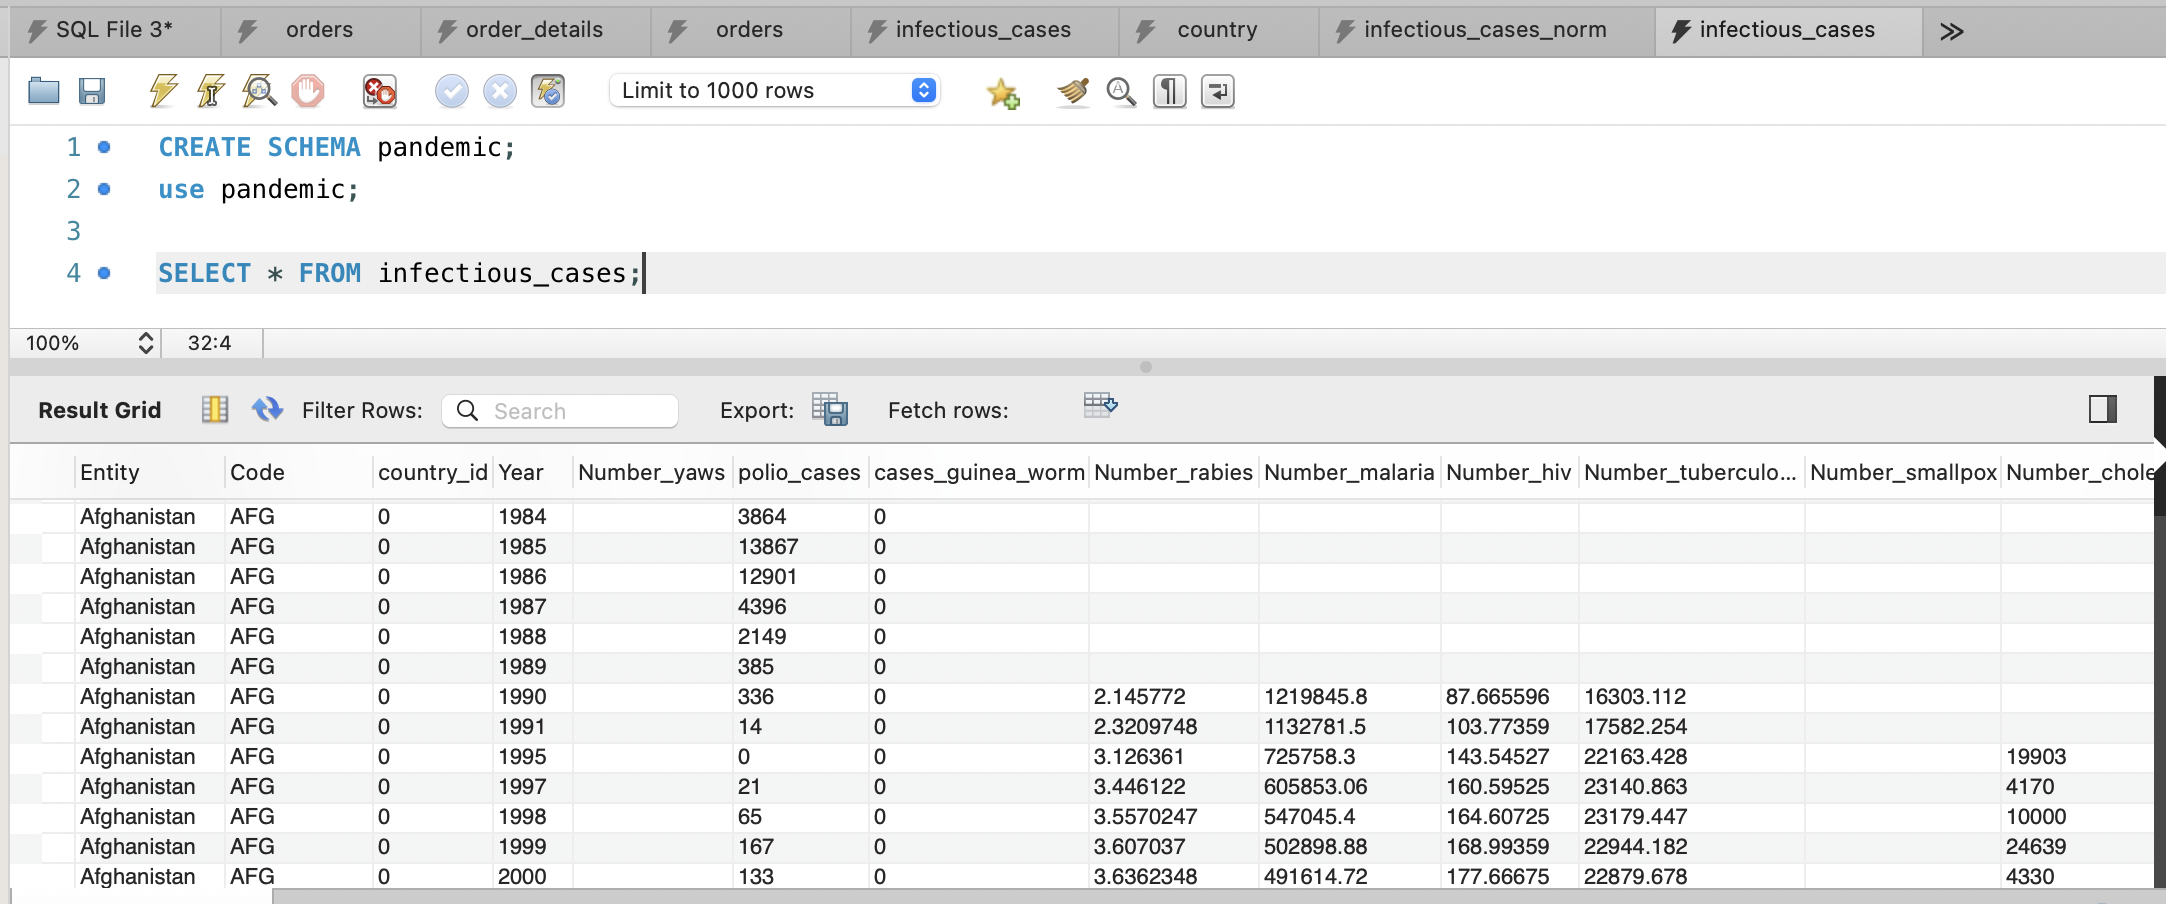 SQL File 3* orders order_details orders infectious_cases country infectious_cases_norm infectious_cases
Limit to 1000 rows
1 CREATE SCHEMA pandemic;
2 use pandemic;
3
4 SELECT * FROM infectious_cases;
100% 32:4
Result Grid Filter Rows: Search Export: Fetch rows:
Entity Code country_id Year Number_yaws polio_cases cases_guinea_worm Number_rabies Number_malaria Number_hiv Number_tuberculo... Number_smallpox Number_chole
Afghanistan AFG 0 1984 3864 0
Afghanistan AFG 0 1985 13867 0
Afghanistan AFG 0 1986 12901 0
Afghanistan AFG 0 1987 4396 0
Afghanistan AFG 0 1988 2149 0
Afghanistan AFG 0 1989 385 0
Afghanistan AFG 0 1990 336 0 2.145772 1219845.8 87.665596 16303.112
Afghanistan AFG 0 1991 14 0 2.3209748 1132781.5 103.77359 17582.254
Afghanistan AFG 0 1995 0 0 3.126361 725758.3 143.54527 22163.428 19903
Afghanistan AFG 0 1997 21 0 3.446122 605853.06 160.59525 23140.863 4170
Afghanistan AFG 0 1998 65 0 3.5570247 547045.4 164.60725 23179.447 10000
Afghanistan AFG 0 1999 167 0 3.607037 502898.88 168.99359 22944.182 24639
Afghanistan AFG 0 2000 133 0 3.6362348 491614.72 177.66675 22879.678 4330